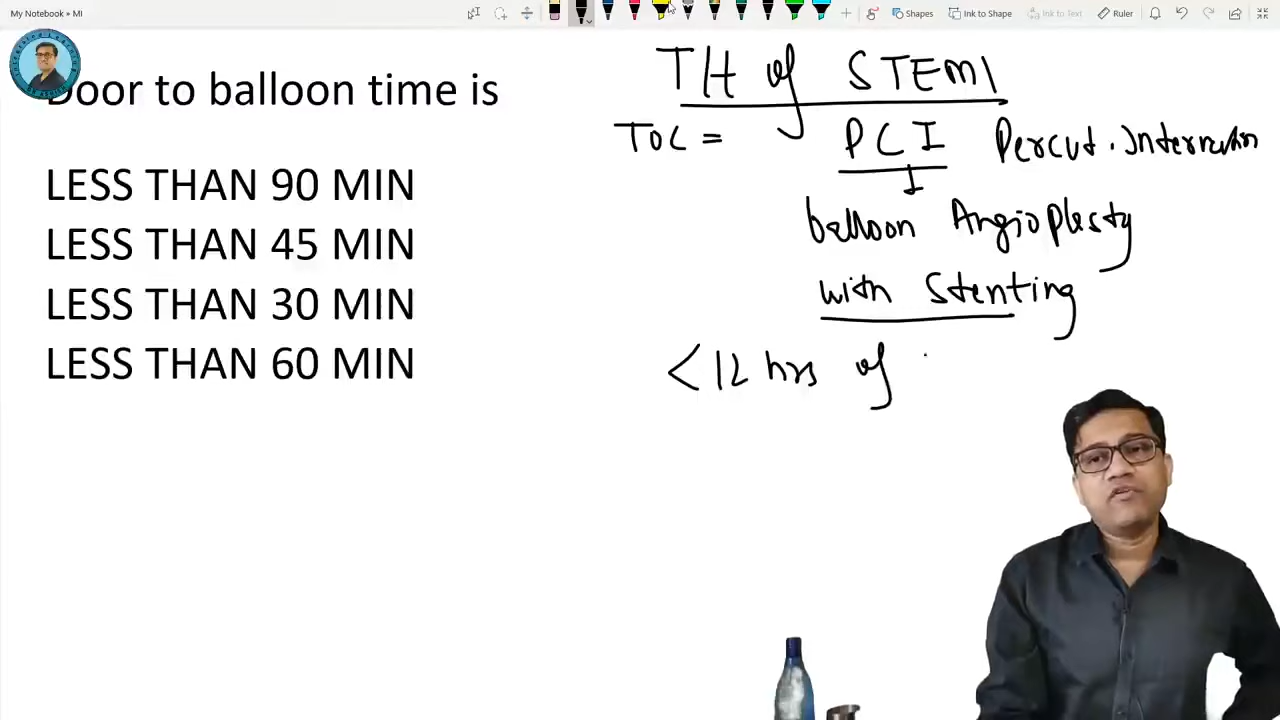 My Notebook » MI
Shapes
Ink to Shape
Ink to Text
Ruler
Door to balloon time is
LESS THAN 90 MIN
LESS THAN 45 MIN
LESS THAN 30 MIN
LESS THAN 60 MIN
TH of STEMI
TOC = PCI Percut.
balloon Angioplasty
with Stenting
<12 hrs of